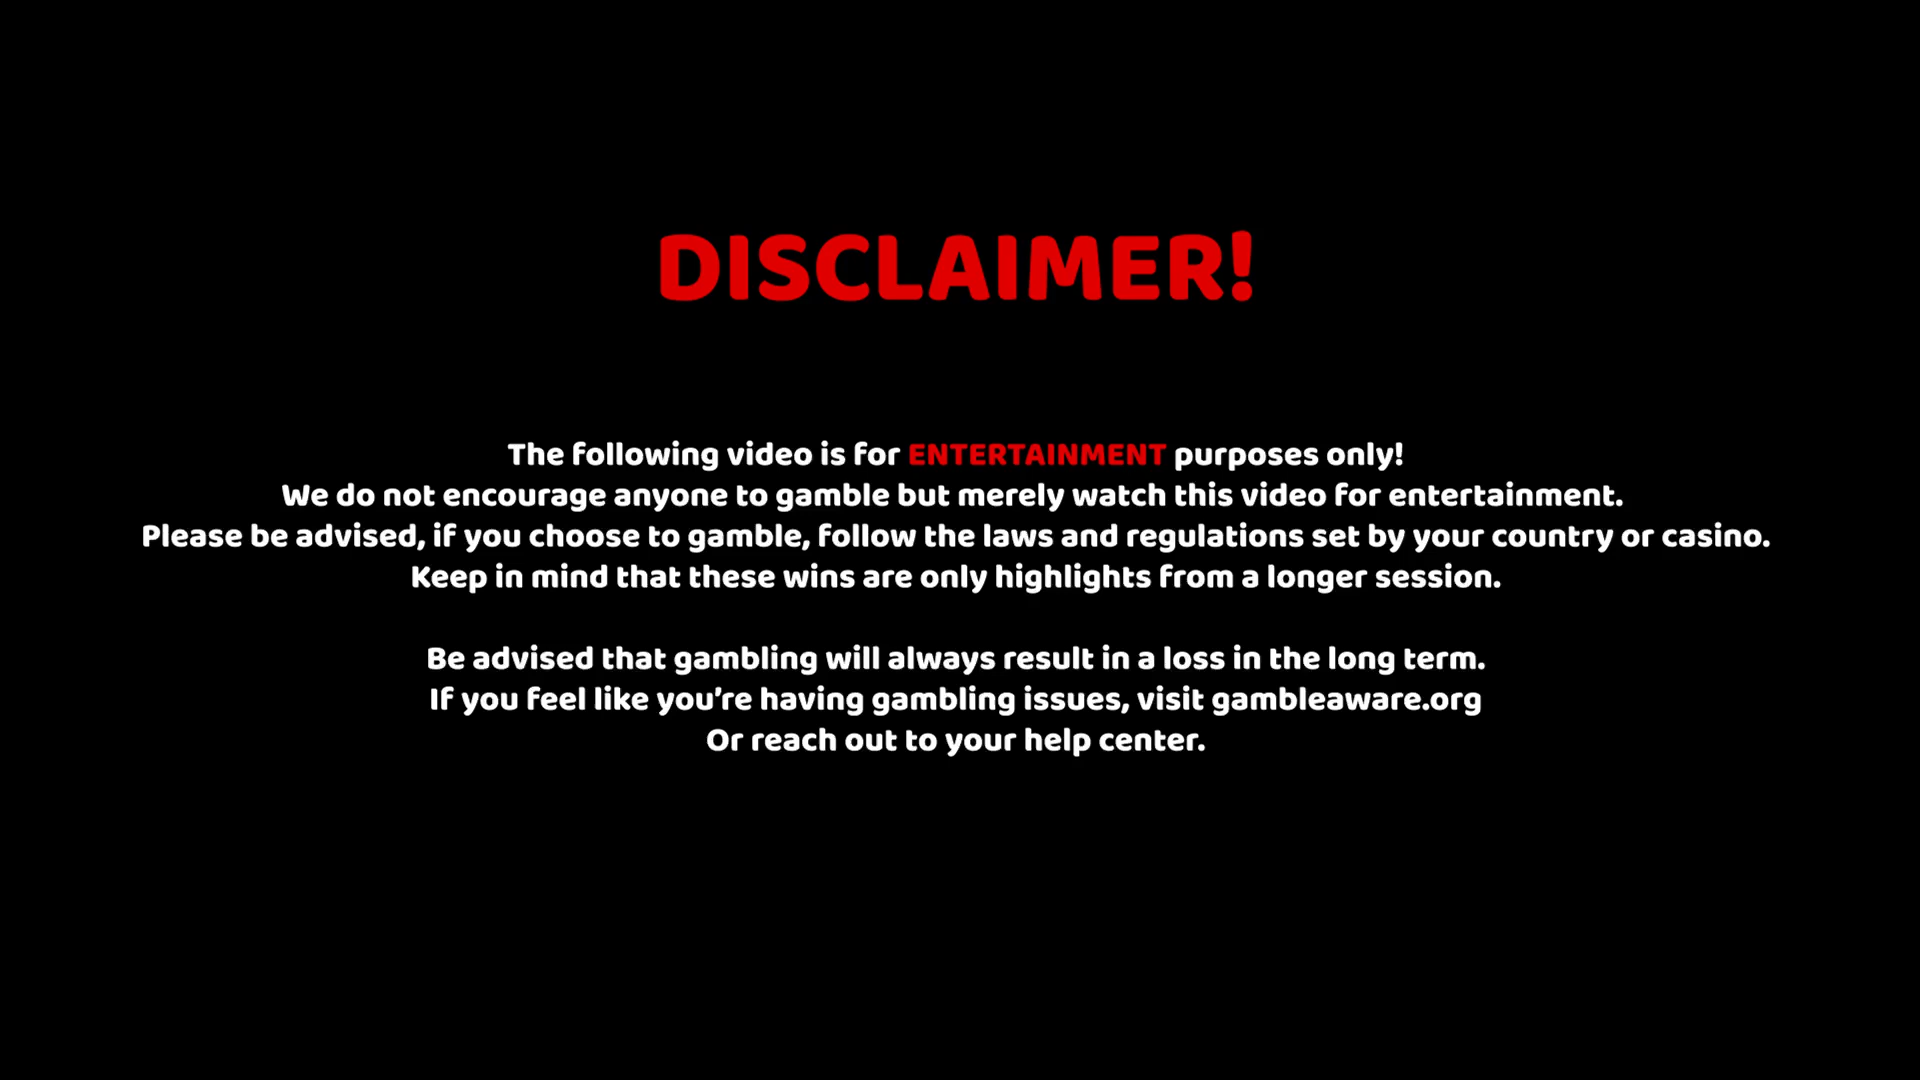 DISCLAIMER!
The following video is for ENTERTAINMENT purposes only!
We do not encourage anyone to gamble but merely watch this video for entertainment.
Please be advised, if you choose to gamble, follow the laws and regulations set by your country or casino.
Keep in mind that these wins are only highlights from a longer session.
Be advised that gambling will always result in a loss in the long term.
If you feel like you’re having gambling issues, visit gambleaware.org
Or reach out to your help center.